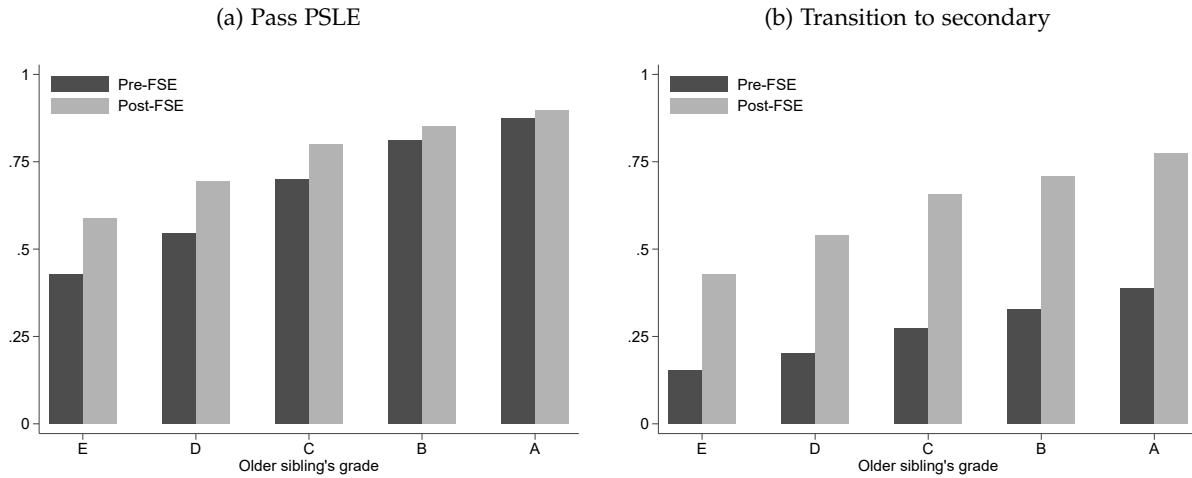 (a) Pass PSLE
1
.75
.5
.25
0
Pre-FSE
Post-FSE
E D C B A
Older sibling's grade
(b) Transition to secondary
1
.75
.5
.25
0
Pre-FSE
Post-FSE
E D C B A
Older sibling's grade